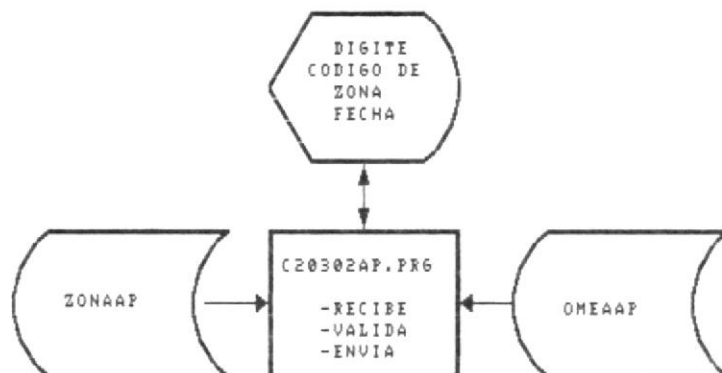 DIGITE
CODIGO DE
ZONA
FECHA
C20302AP.PRG
ZONAAP
-RECIBE
OMEAAP
-VALIDA
-ENVIA